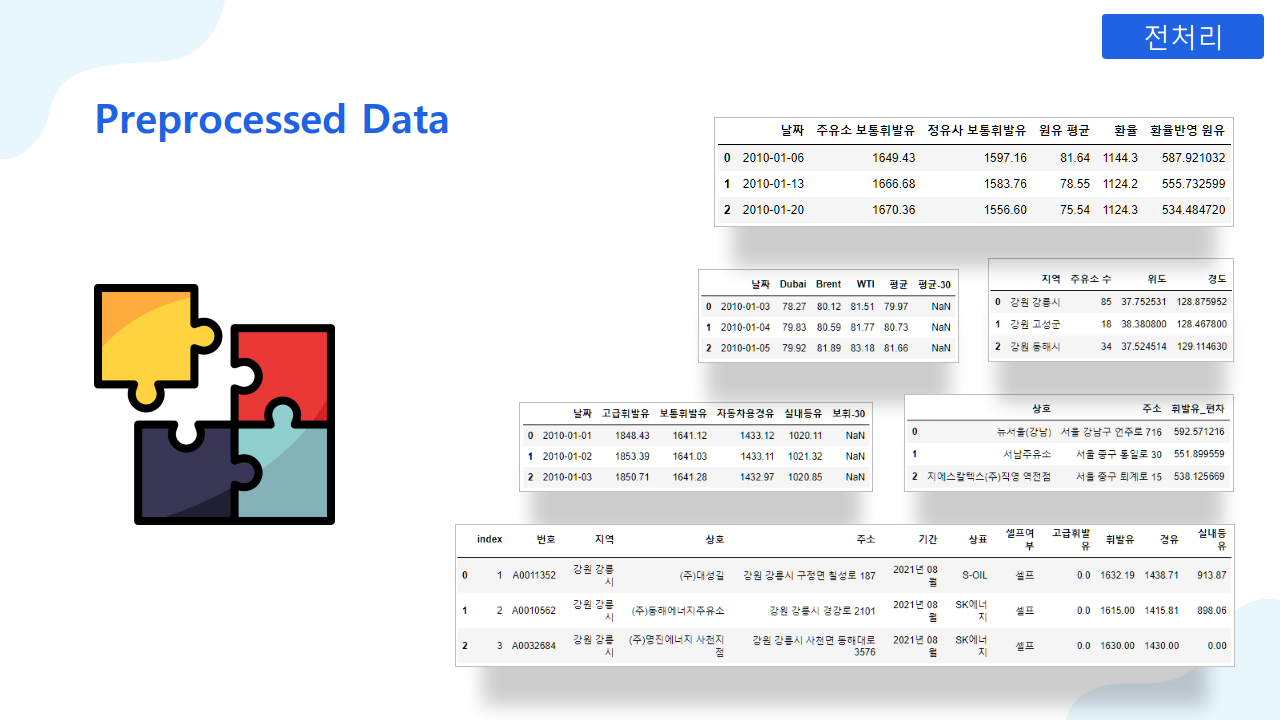 전처리
Preprocessed Data
날짜 주유소 보통휘발유 정유사 보통휘발유 원유 평균 환율 환율반영 원유
0 2010-01-06 1649.43 1597.16 81.64 1144.3 587.921032
1 2010-01-13 1666.68 1583.76 78.55 1124.2 555.732599
2 2010-01-20 1670.36 1556.60 75.54 1124.3 534.484720
날짜 Dubai Brent WTI 평균 평균-30
0 2010-01-03 78.27 80.12 81.51 79.97 NaN
1 2010-01-04 79.83 80.59 81.77 80.73 NaN
2 2010-01-05 79.92 81.89 83.18 81.66 NaN
지역 주유소 수 위도 경도
0 강원 강릉시 85 37.752531 128.875952
1 강원 고성군 18 38.380800 128.467800
2 강원 동해시 34 37.524514 129.114630
날짜 고급휘발유 보통휘발유 자동차용경유 실내등유 보휘-30
0 2010-01-01 1848.43 1641.12 1433.12 1020.11 NaN
1 2010-01-02 1853.39 1641.03 1433.11 1021.32 NaN
2 2010-01-03 1850.71 1641.28 1432.97 1020.85 NaN
상호 주소 휘발유_편차
0 뉴서울(강남) 서울 강남구 언주로 716 592.571216
1 서남주유소 서울 중구 통일로 30 551.899559
2 지에스칼텍스(주)직영 역전점 서울 중구 퇴계로 15 538.125669
index 번호 지역 상호 주소 기간 상표 셀프여
부 고급휘발
유 휘발유 경유 실내등
유
0 1 A0011352 강원 강릉
시 (주)대성길 강원 강릉시 구정면 칠성로 187 2021년 08
월 S-OIL 셀프 0.0 1632.19 1438.71 913.87
1 2 A0010562 강원 강릉
시 (주)동해에너지주유소 강원 강릉시 경강로 2101 2021년 08
월 SK에너
지 셀프 0.0 1615.00 1415.81 898.06
2 3 A0032684 강원 강릉
시 (주)명진에너지 사천지
점 강원 강릉시 사천면 동해대로
3576 2021년 08
월 SK에너
지 셀프 0.0 1630.00 1430.00 0.00